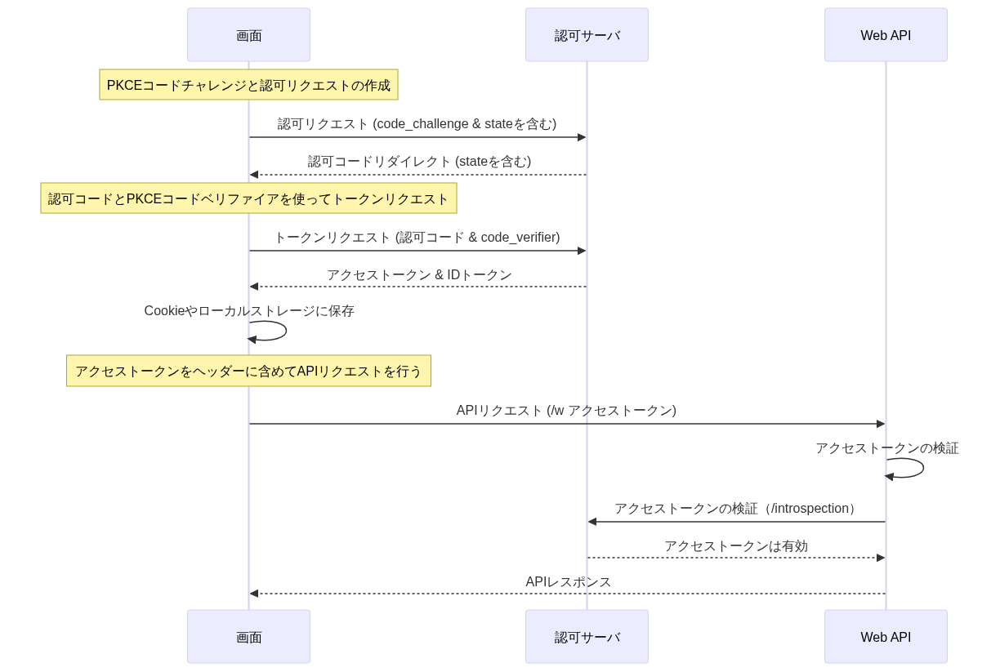 画面
認可サーバ
Web API
PKCEコードチャレンジと認可リクエストの作成
認可リクエスト (code_challenge & stateを含む)
認可コードリダイレクト (stateを含む)
認可コードとPKCEコードベリファイアを使ってトークンリクエスト
トークンリクエスト (認可コード & code_verifier)
アクセストークン & IDトークン
Cookieやローカルストレージに保存
アクセストークンをヘッダーに含めてAPIリクエストを行う
APIリクエスト (/w アクセストークン)
アクセストークンの検証
アクセストークンの検証（/introspection）
アクセストークンは有効
APIレスポンス
画面
認可サーバ
Web API